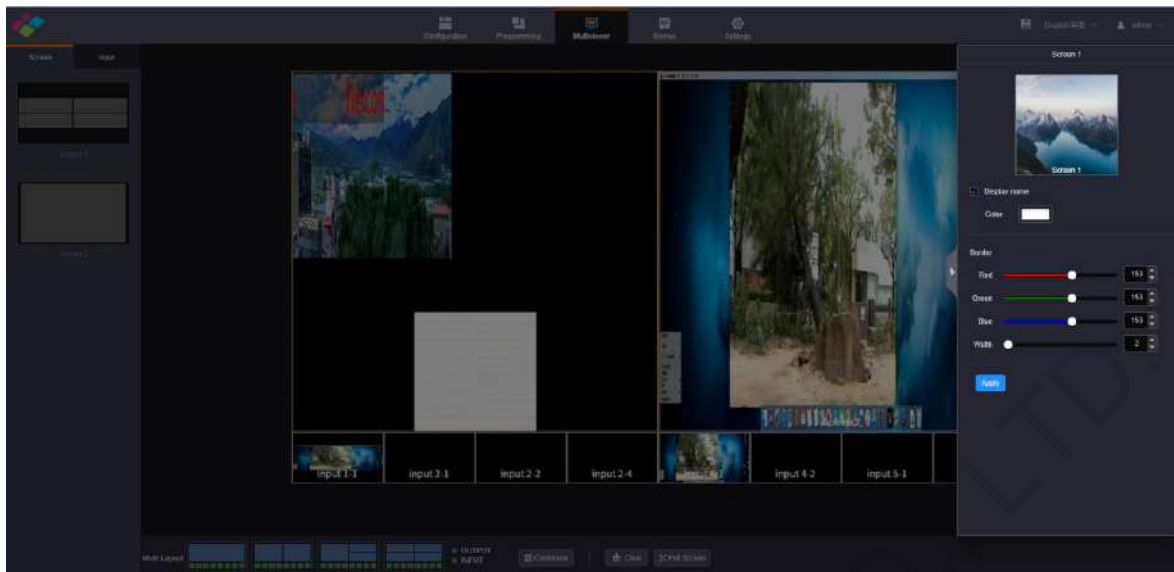 Configuration Programming Multiviewer Settings
admin
Screen Input
Screen 1
Screen 1
Display name
Color
Border
Red 153
Green 153
Blue 153
Width 2
Apply
input 1-1 input 2-1 input 2-2 input 2-4 input 4-2 input 5-1
Multi Layout OUTPUT Clear Full Screen
INPUT
LTD.